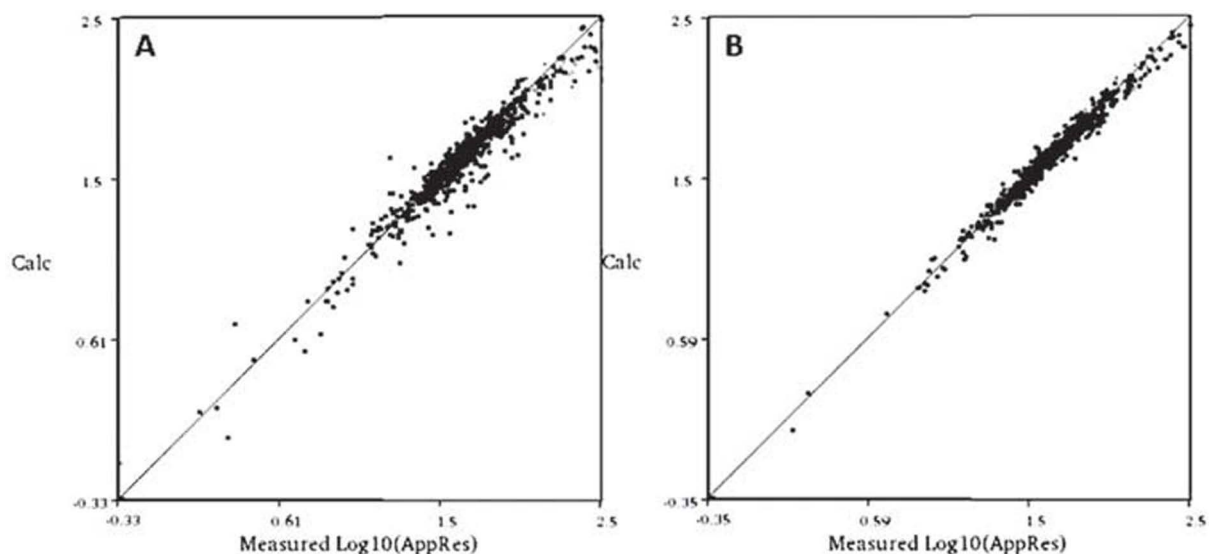 A
2.5
1.5
Calc
0.61
-0.33
-0.33 0.61 1.5 2.5
Measured Log10(AppRes)
B
2.5
1.5
Calc
0.59
-0.35
-0.35 0.59 1.5 2.5
Measured Log10(AppRes)